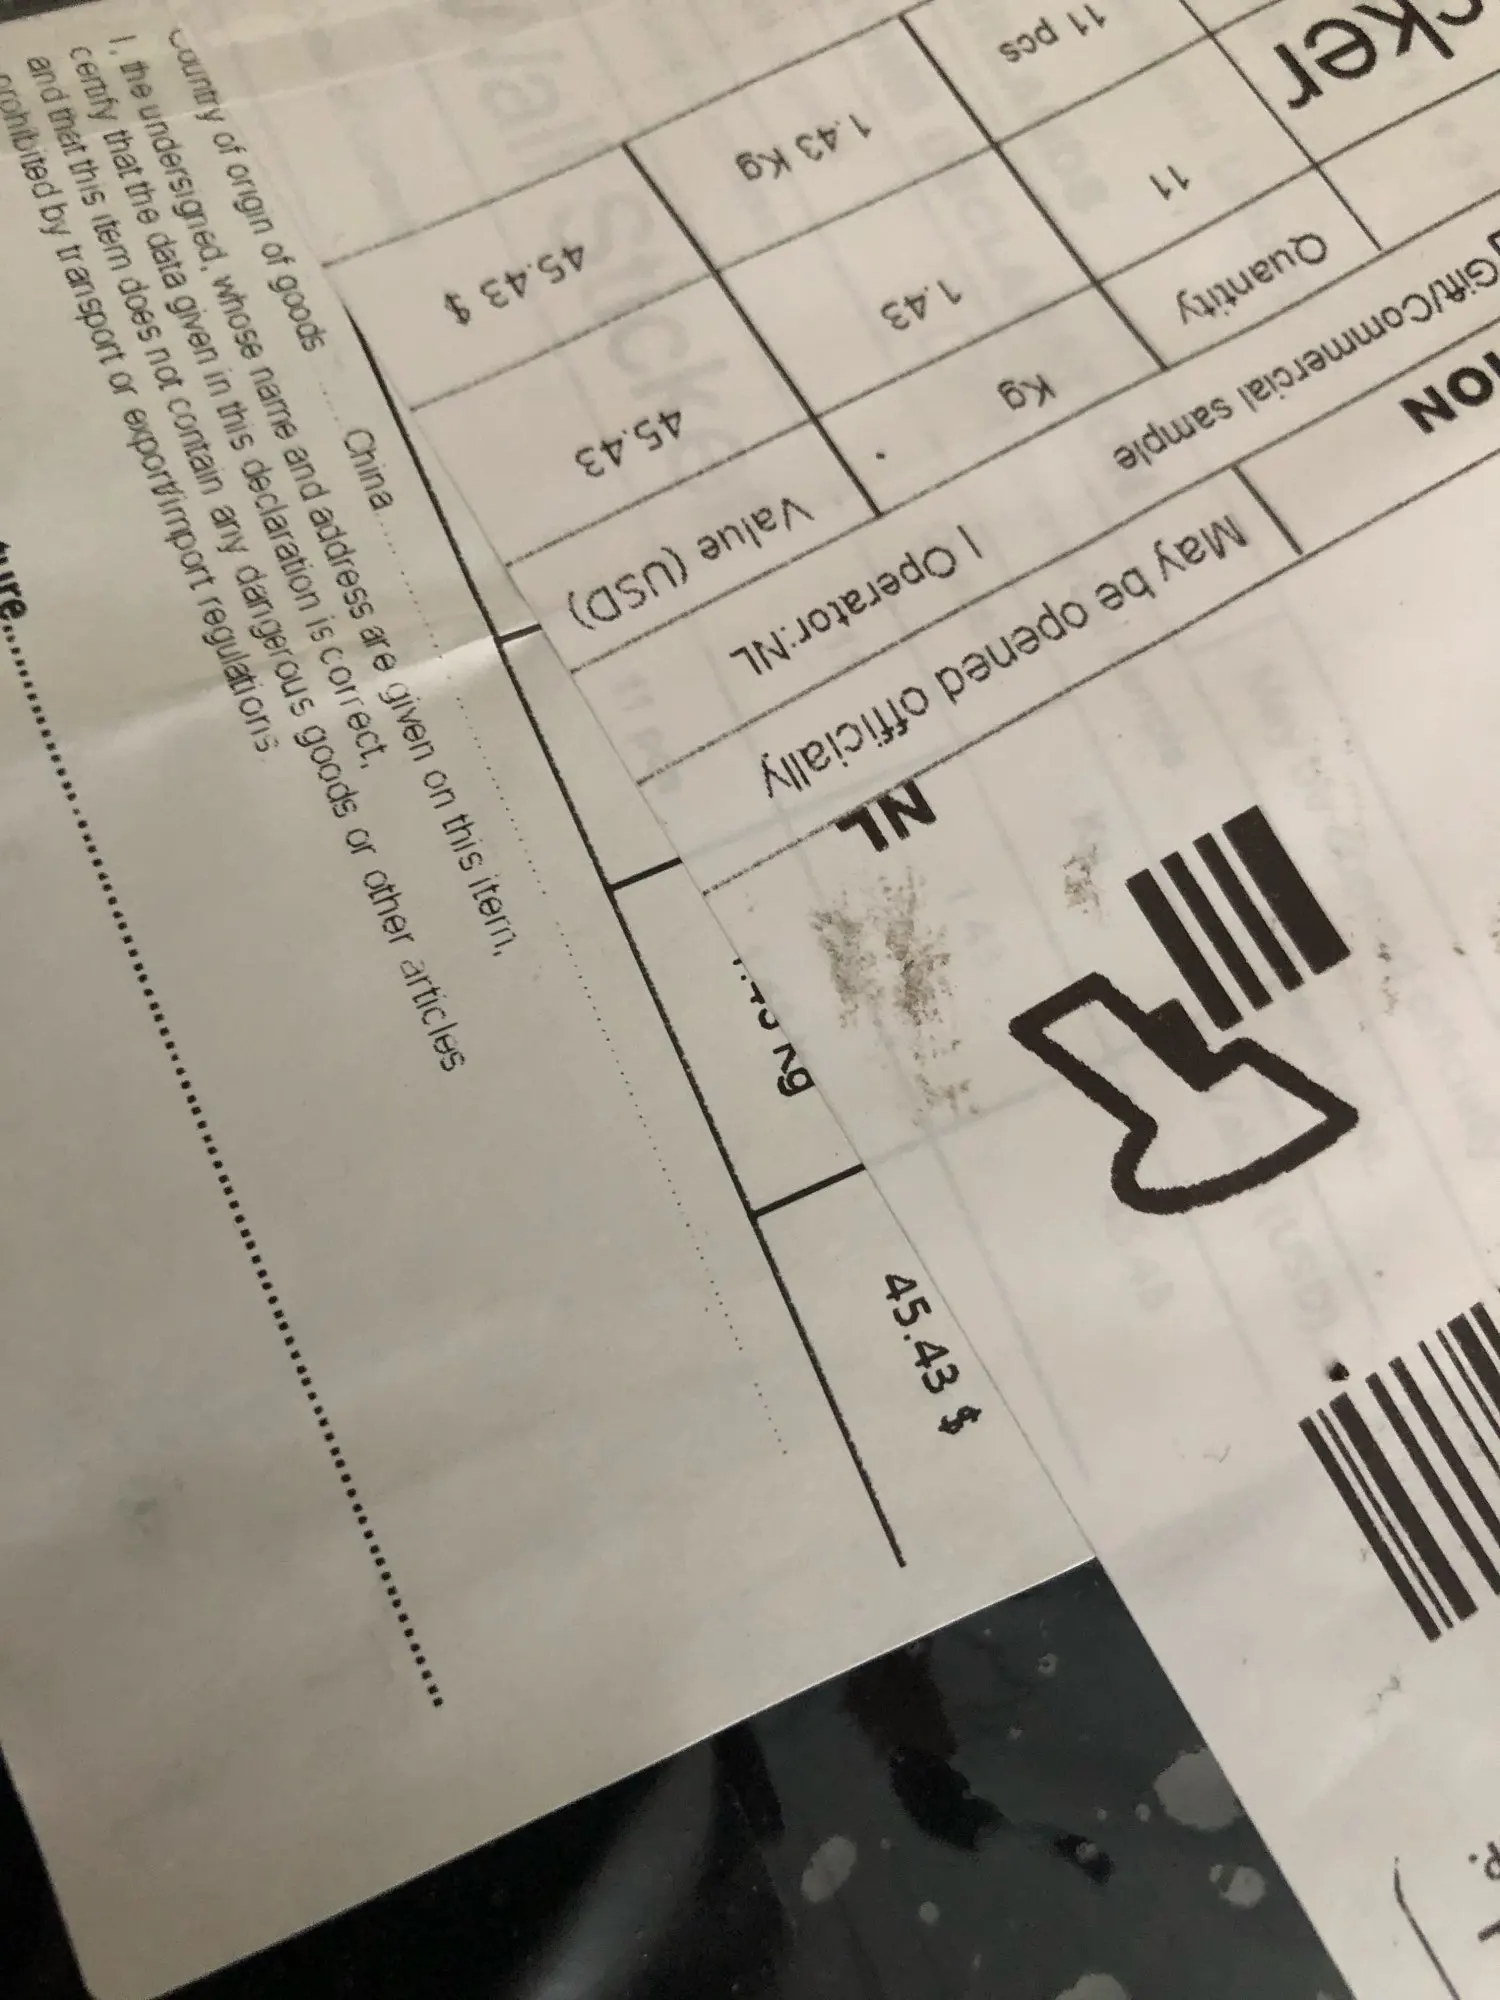 cker
ION
Gift/Commercial sample
May be opened officially
I Operator:NL
Quantity Kg Value (USD)
11 1.43 45.43
11 pcs 1.43 Kg 45.43 $
NL
Kg
45.43 $
Country of origin of goods China
I, the undersigned, whose name and address are given on this item,
certify that the data given in this declaration is correct,
and that this item does not contain any dangerous goods or other articles
prohibited by transport or export/import regulations.